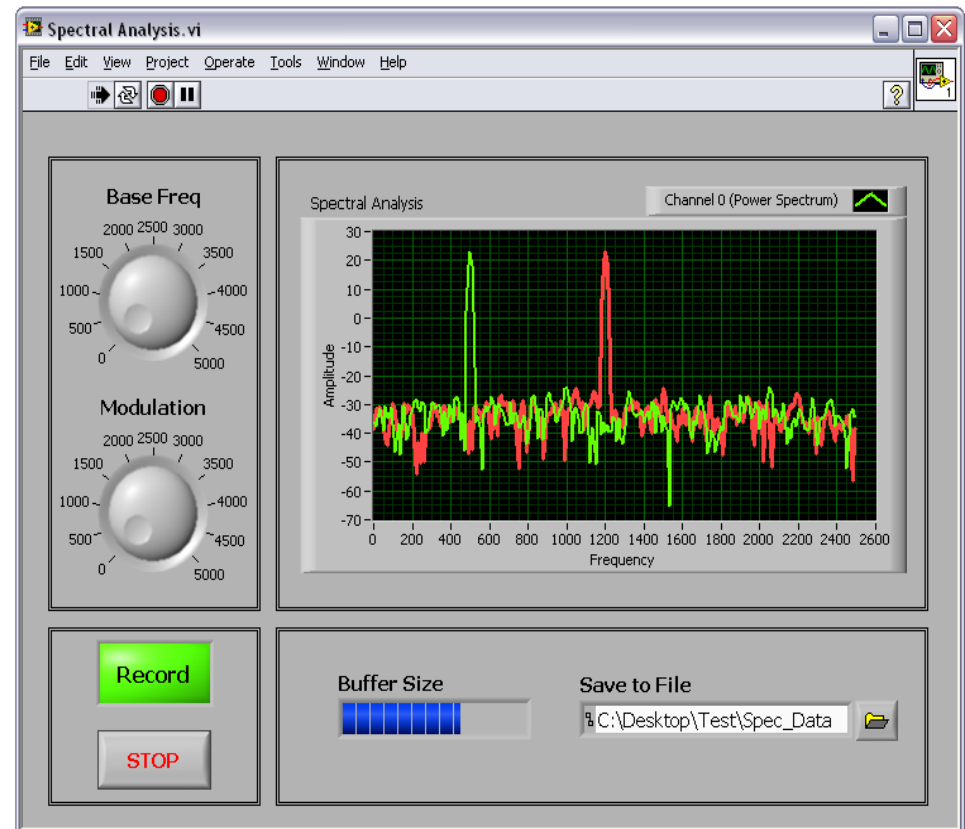 Spectral Analysis.vi
File Edit View Project Operate Tools Window Help
?
1
Base Freq
2000 2500 3000
1500 3500
1000 4000
500 4500
0 5000
Modulation
2000 2500 3000
1500 3500
1000 4000
500 4500
0 5000
Spectral Analysis
Channel 0 (Power Spectrum)
Amplitude
30
20
10
0
-10
-20
-30
-40
-50
-60
-70
0 200 400 600 800 1000 1200 1400 1600 1800 2000 2200 2400 2600
Frequency
Record
STOP
Buffer Size
Save to File
C:\Desktop\Test\Spec_Data